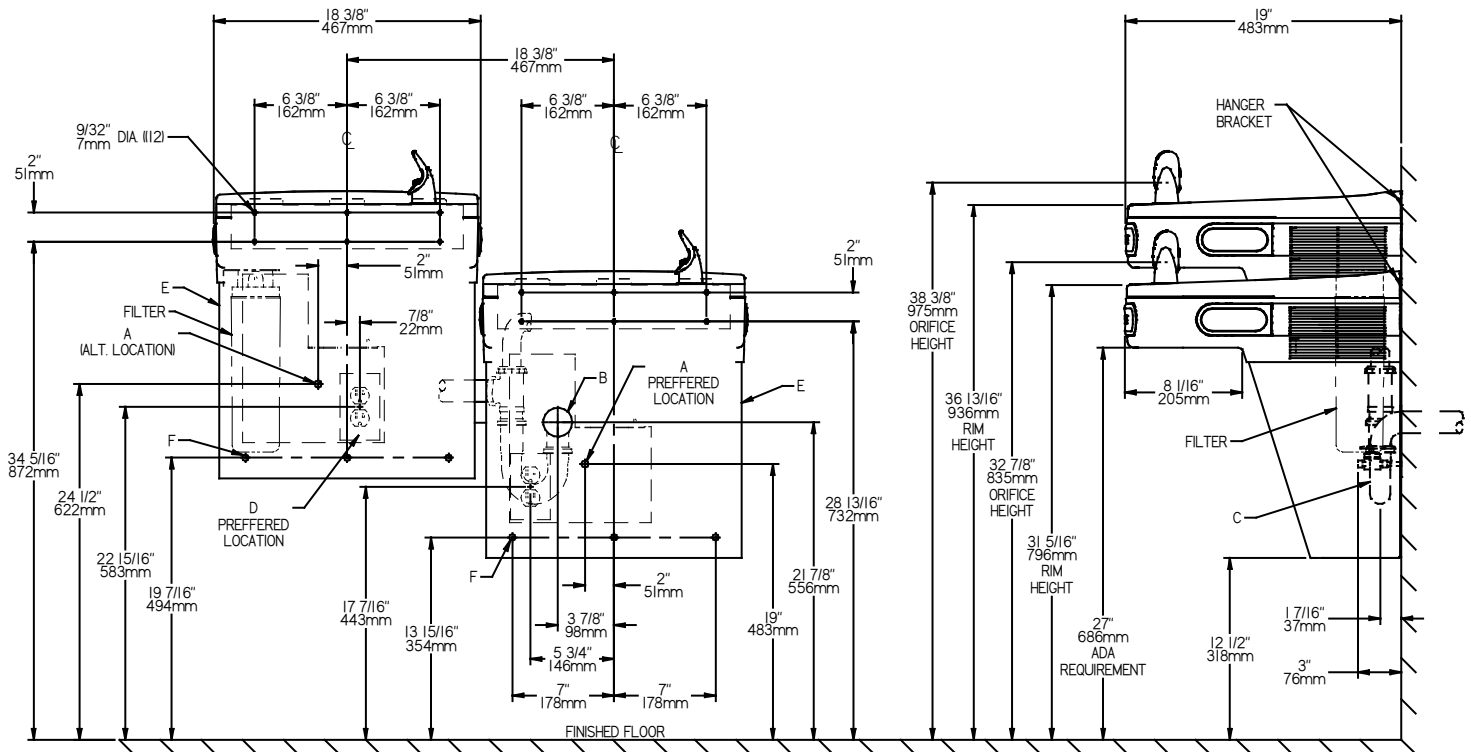 18 3/8"
467mm
19"
483mm
18 3/8"
467mm
6 3/8"
162mm
6 3/8"
162mm
6 3/8"
162mm
6 3/8"
162mm
HANGER
BRACKET
9/32"
7mm
DIA. (112)
℄
℄
2"
51mm
2"
51mm
2"
51mm
E
FILTER
A
(ALT. LOCATION)
7/8"
22mm
38 3/8"
975mm
ORIFICE
HEIGHT
A
PREFFERED
LOCATION
B
E
36 13/16"
936mm
RIM
HEIGHT
8 1/16"
205mm
FILTER
F
34 5/16"
872mm
24 1/2"
622mm
D
PREFFERED
LOCATION
32 7/8"
835mm
ORIFICE
HEIGHT
28 13/16"
732mm
C
22 15/16"
583mm
31 5/16"
796mm
RIM
HEIGHT
F
19 7/16"
494mm
2"
51mm
21 7/8"
556mm
17 7/16"
443mm
3 7/8"
98mm
19"
483mm
1 7/16"
37mm
13 15/16"
354mm
27"
686mm
ADA
REQUIREMENT
12 1/2"
318mm
5 3/4"
146mm
3"
76mm
7"
178mm
7"
178mm
FINISHED FLOOR